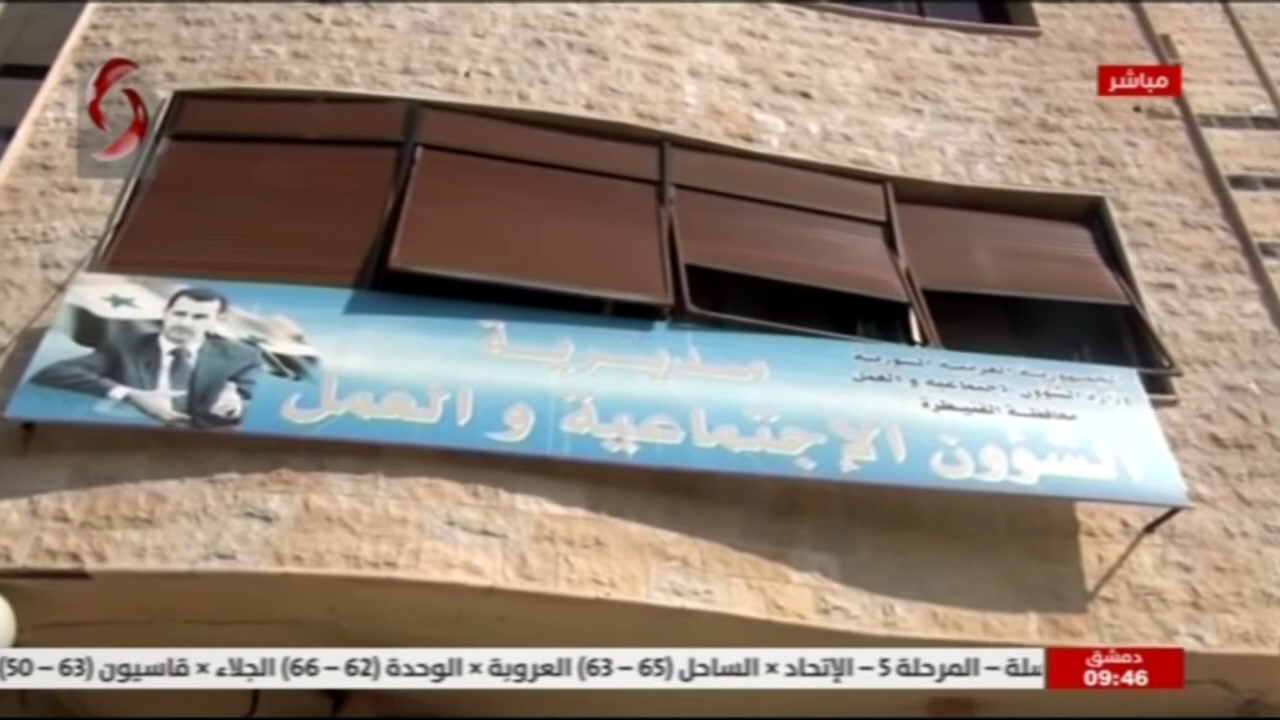 مباشر
الجمهورية العربية السورية
وزارة الشؤون الإجتماعية و العمل
محافظة القنيطرة
مديرية
الشؤون الإجتماعية و العمل
سلة – المرحلة 5 – الإتحاد × الساحل (65 – 63) العروبة × الوحدة (62 – 66) الجلاء × قاسيون (63 – 50)
دمشق
09:46